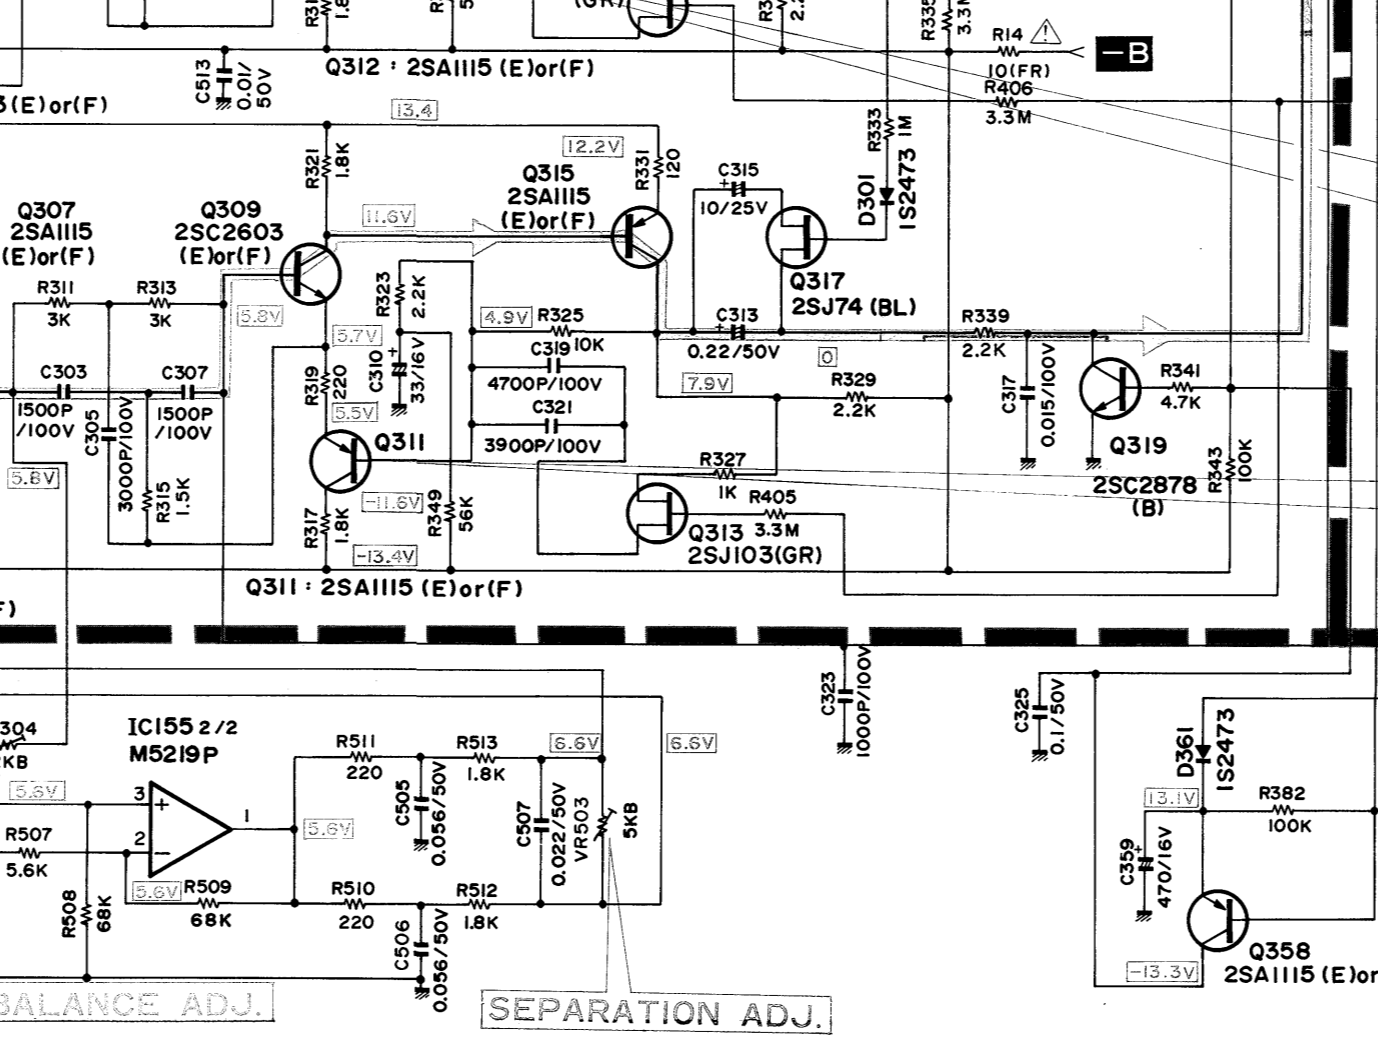 (GR)
R335
3.3M
R14
10(FR)
−B
C513
0.01/
50V
Q312 : 2SA1115 (E)or(F)
R406
3.3M
(E)or(F)
13.4
R333
1M
R321
1.8K
12.2V
R331
120
Q315
2SA1115
(E)or(F)
C315
+
10/25V
D301
1S2473
Q307
2SA1115
(E)or(F)
Q309
2SC2603
(E)or(F)
11.6V
R311
3K
R313
3K
5.8V
R323
2.2K
Q317
2SJ74 (BL)
5.7V
4.9V
R325
10K
C313
+
0.22/50V
R339
2.2K
0
C303
1500P
/100V
C307
1500P
/100V
C305
3000P/100V
R319
220
C310
+
33/16V
C319
4700P/100V
7.9V
R329
2.2K
C317
0.015/100V
R341
4.7K
5.5V
C321
3900P/100V
Q311
Q319
2SC2878
(B)
R343
100K
5.8V
R315
1.5K
R327
1K
R405
3.3M
−11.6V
R349
56K
R317
1.8K
Q313
2SJ103(GR)
−13.4V
Q311 : 2SA1115 (E)or(F)
F)
C323
1000P/100V
C325
0.1/50V
304
KB
IC155 2/2
M5219P
R511
220
R513
1.8K
6.6V
6.6V
D361
1S2473
5.6V
3
+
2
−
1
5.6V
C505
0.056/50V
C507
0.022/50V
VR503
5KB
13.1V
R382
100K
R507
5.6K
C359
+
470/16V
5.6V
R509
68K
R510
220
R512
1.8K
R508
68K
C506
0.056/50V
Q358
2SA1115 (E)or
−13.3V
BALANCE ADJ.
SEPARATION ADJ.